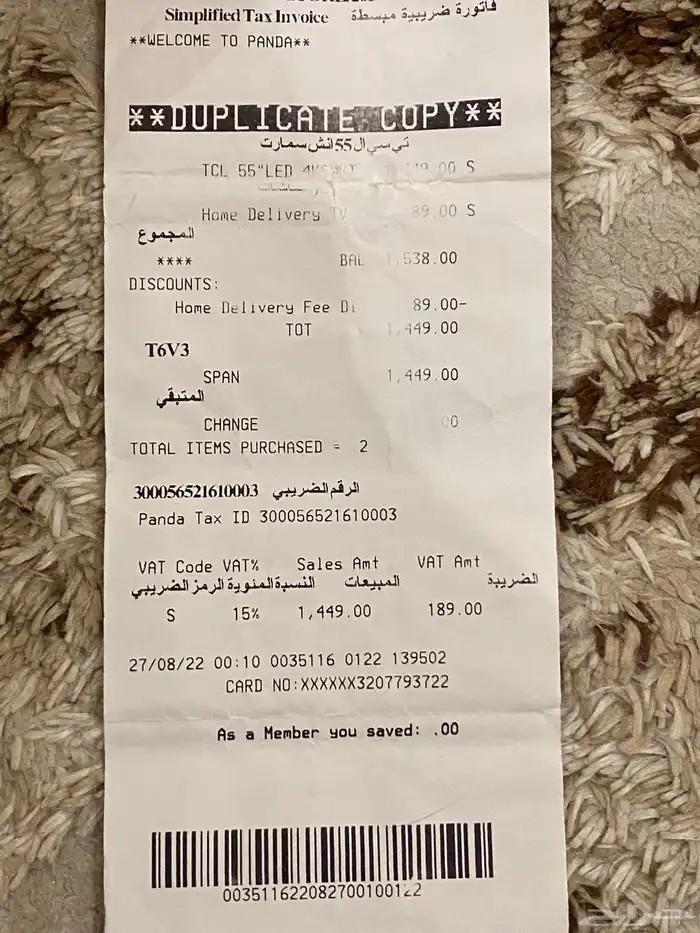 Simplified Tax Invoice فاتورة ضريبية مبسطة
**WELCOME TO PANDA**
**DUPLICATE COPY**
تي سي ال 55 انش سمارت
TCL 55"LED S
Home Delivery TV 89.00 S
المجموع
**** BAL 1,538.00
DISCOUNTS:
Home Delivery Fee Di 89.00-
TOT 1,449.00
T6V3
SPAN 1,449.00
المتبقي
CHANGE 00
TOTAL ITEMS PURCHASED = 2
300056521610003 الرقم الضريبي
Panda Tax ID 300056521610003
VAT Code VAT% Sales Amt VAT Amt
الضريبة المبيعات النسبة المئوية الرمز الضريبي
S 15% 1,449.00 189.00
27/08/22 00:10 0035116 0122 139502
CARD NO:XXXXXX3207793722
As a Member you saved: .00
003511622082700100122